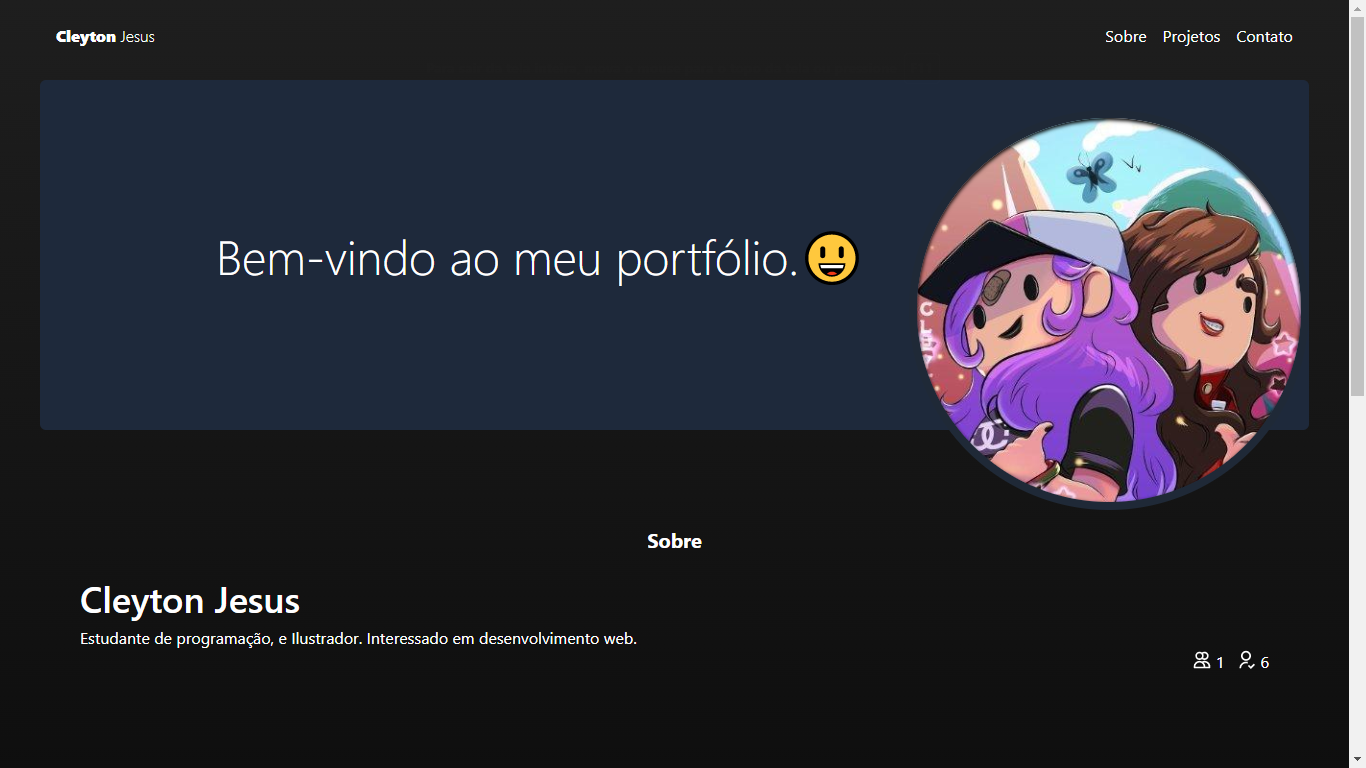 Cleyton Jesus
Sobre Projetos Contato
Bem-vindo ao meu portfólio.
Sobre
Cleyton Jesus
Estudante de programação, e Ilustrador. Interessado em desenvolvimento web.
1 6